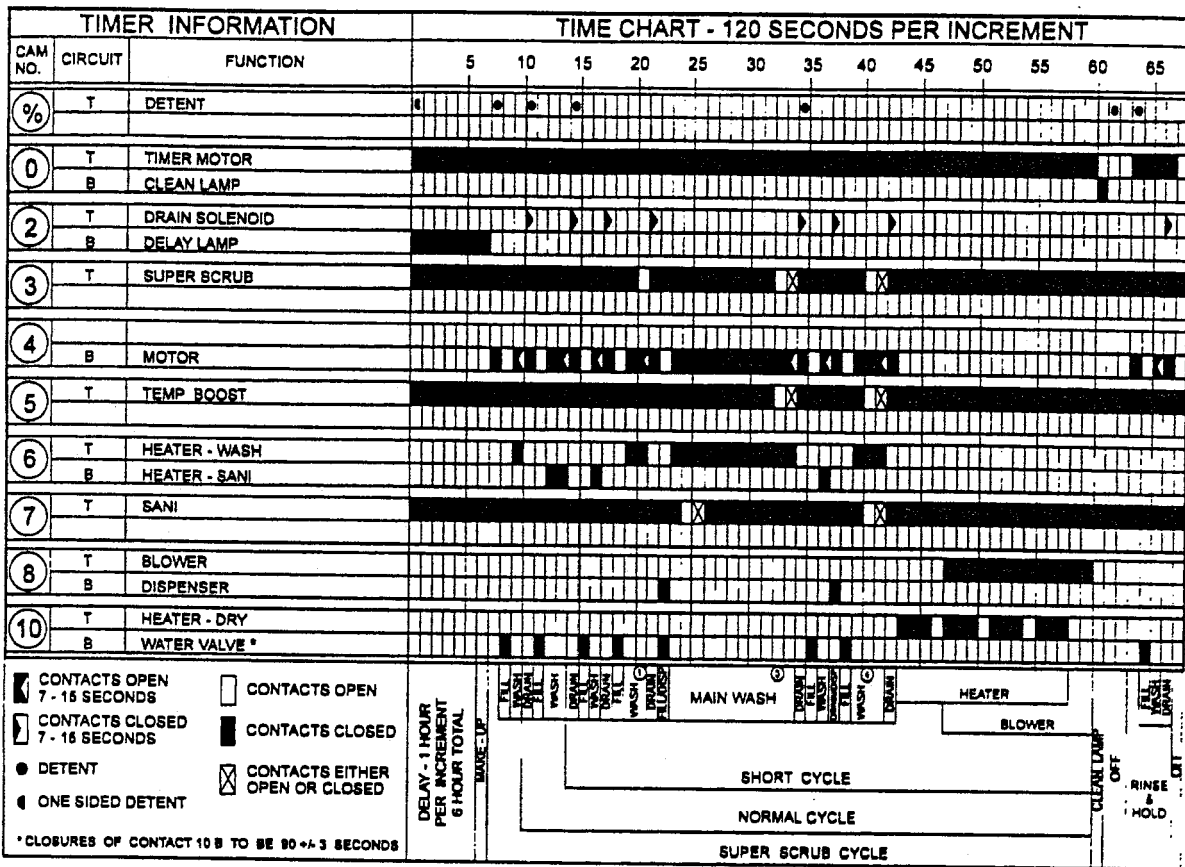 TIMER INFORMATION
TIME CHART - 120 SECONDS PER INCREMENT
CAM NO.
CIRCUIT
FUNCTION
5 10 15 20 25 30 35 40 45 50 55 60 65
%
T DETENT
0
T TIMER MOTOR
B CLEAN LAMP
2
T DRAIN SOLENOID
B DELAY LAMP
3
T SUPER SCRUB
4
B MOTOR
5
T TEMP BOOST
6
T HEATER - WASH
B HEATER - SANI
7
T SANI
8
T BLOWER
B DISPENSER
10
T HEATER - DRY
B WATER VALVE *
CONTACTS OPEN
7 - 15 SECONDS
CONTACTS CLOSED
7 - 15 SECONDS
DETENT
ONE SIDED DETENT
CONTACTS OPEN
CONTACTS CLOSED
CONTACTS EITHER
OPEN OR CLOSED
* CLOSURES OF CONTACT 10 B TO BE 90 +/- 3 SECONDS
DELAY - 1 HOUR
PER INCREMENT
6 HOUR TOTAL
MAKE - UP
FILL
WASH
DRAIN
FILL
WASH
DRAIN
FILL
WASH
DRAIN
FILL
WASH
DRAIN
FILL/DISP
MAIN WASH
DRAIN
FILL
WASH
FILL
WASH
DRAIN
HEATER
BLOWER
SHORT CYCLE
NORMAL CYCLE
SUPER SCRUB CYCLE
CLEAN LAMP
OFF
FILL
WASH
DRAIN
RINSE
&
HOLD
OFF